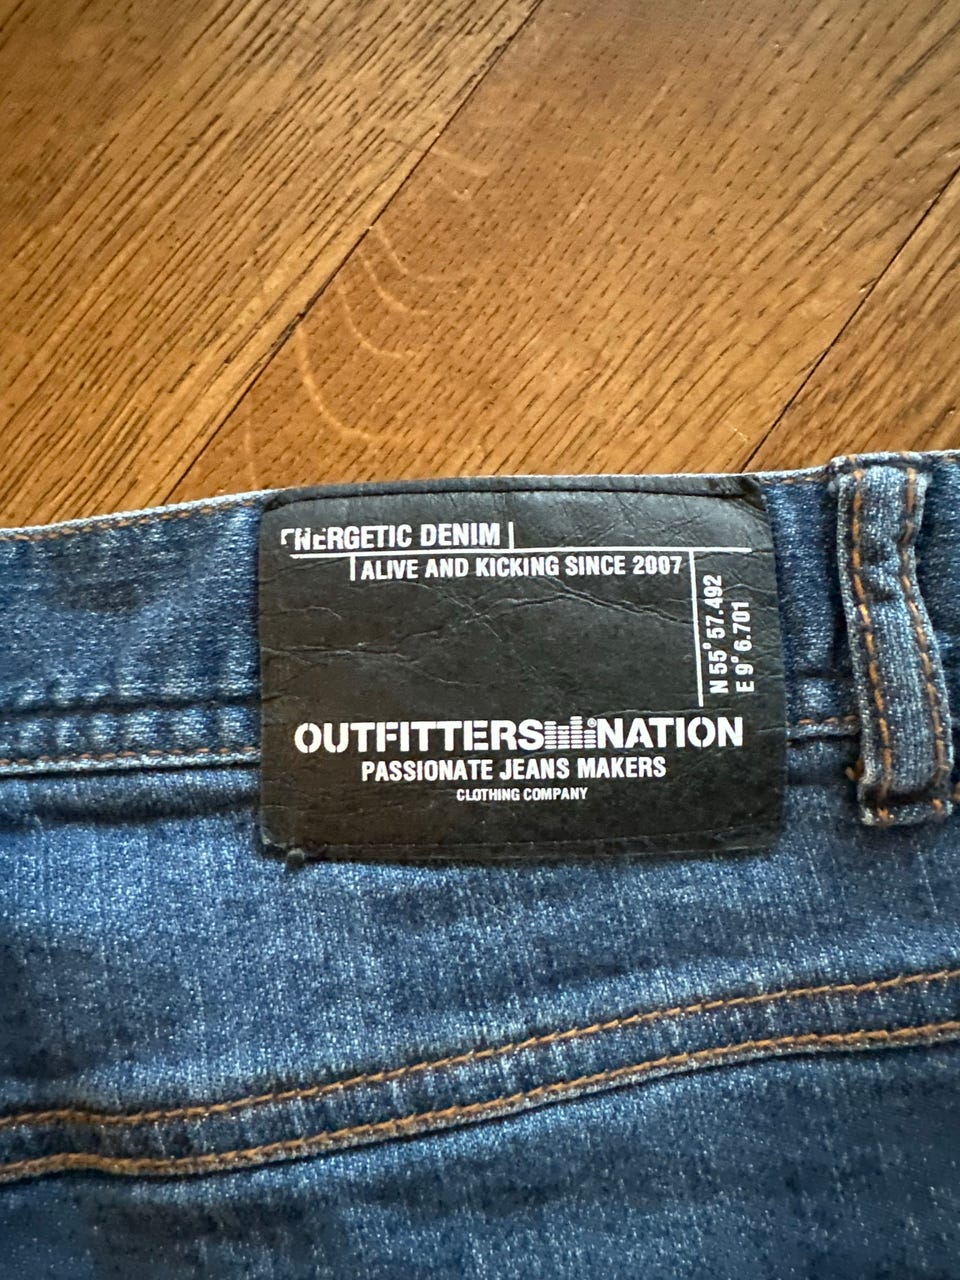 ENERGETIC DENIM
ALIVE AND KICKING SINCE 2007
N 55° 57.492
E 9° 6.701
OUTFITTERS NATION®
PASSIONATE JEANS MAKERS
CLOTHING COMPANY